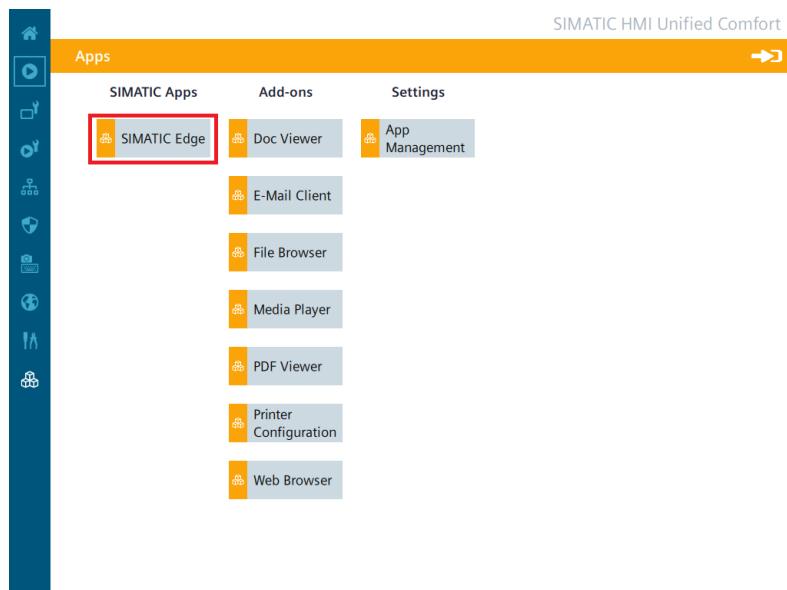 SIMATIC HMI Unified Comfort
Apps
SIMATIC Apps
Add-ons
Settings
SIMATIC Edge
Doc Viewer
App
Management
E-Mail Client
File Browser
Media Player
PDF Viewer
Printer
Configuration
Web Browser